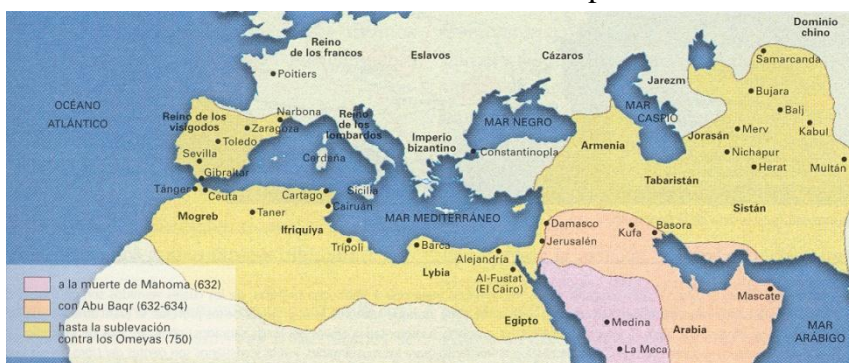 Dominio
chino
Reino
de los francos
Eslavos
Cázaros
Samarcanda
Poitiers
Jarezm
Bujara
OCÉANO
ATLÁNTICO
Reino de los
visigodos
Narbona
Zaragoza
Reino
de los
lombardos
MAR NEGRO
MAR
CASPIO
Balj
Kabul
Toledo
Imperio
bizantino
Jorasán
Merv
Sevilla
Cerdeña
Constantinopla
Armenia
Nichapur
Multán
Gibraltar
Herat
Tánger
Ceuta
Cartago
Sicilia
Tabaristán
Mogreb
Taner
Cairuán
MAR MEDITERRÁNEO
Sistán
Ifriquiya
Damasco
Kufa
Basora
Trípoli
Barca
Alejandría
Jerusalén
Lybia
Al-Fustat
(El Cairo)
Mascate
Egipto
Medina
Arabia
MAR
ARÁBIGO
La Meca
a la muerte de Mahoma (632)
con Abu Baqr (632-634)
hasta la sublevación
contra los Omeyas (750)